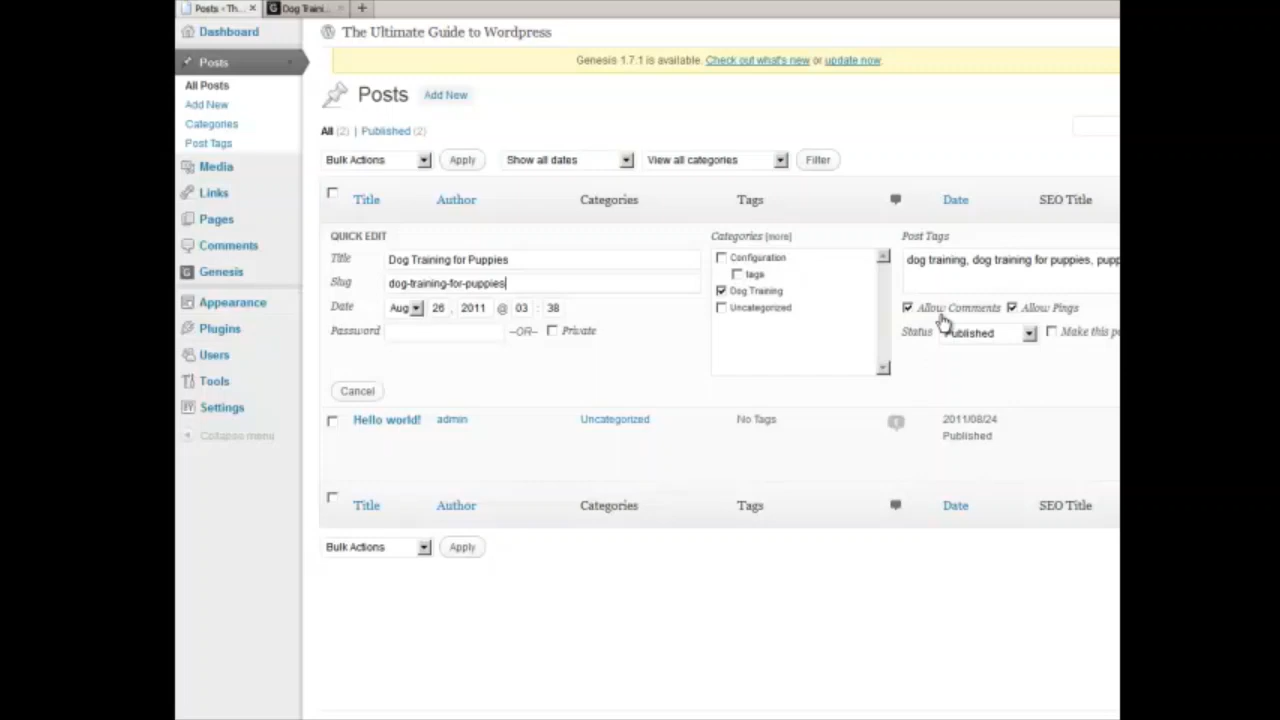 Posts ‹ Th...
Dog Traini...
Dashboard
The Ultimate Guide to Wordpress
Posts
Genesis 1.7.1 is available. Check out what's new or update now.
All Posts
Add New
Categories
Post Tags
Media
Links
Pages
Comments
Genesis
Appearance
Plugins
Users
Tools
Settings
Collapse menu
Posts Add New
All (2) | Published (2)
Bulk Actions Apply Show all dates View all categories Filter
Title Author Categories Tags Date SEO Title
QUICK EDIT
Title Dog Training for Puppies
Slug dog-training-for-puppies
Date Aug 26 , 2011 @ 03 : 38
Password –OR– Private
Categories [more]
Configuration
tags
Dog Training
Uncategorized
Post Tags
dog training, dog training for puppies, pupp
Allow Comments Allow Pings
Status Published Make this po
Cancel
Hello world! admin Uncategorized No Tags 2011/08/24
Published
Title Author Categories Tags Date SEO Title
Bulk Actions Apply